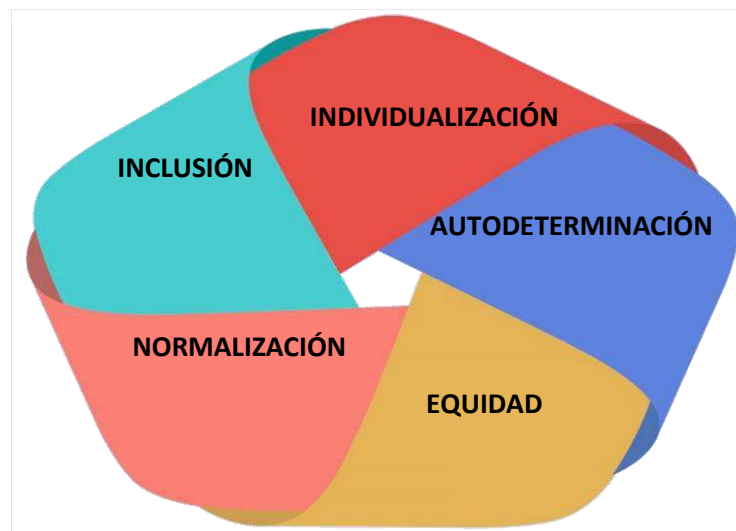 INDIVIDUALIZACIÓN
INCLUSIÓN
AUTODETERMINACIÓN
NORMALIZACIÓN
EQUIDAD